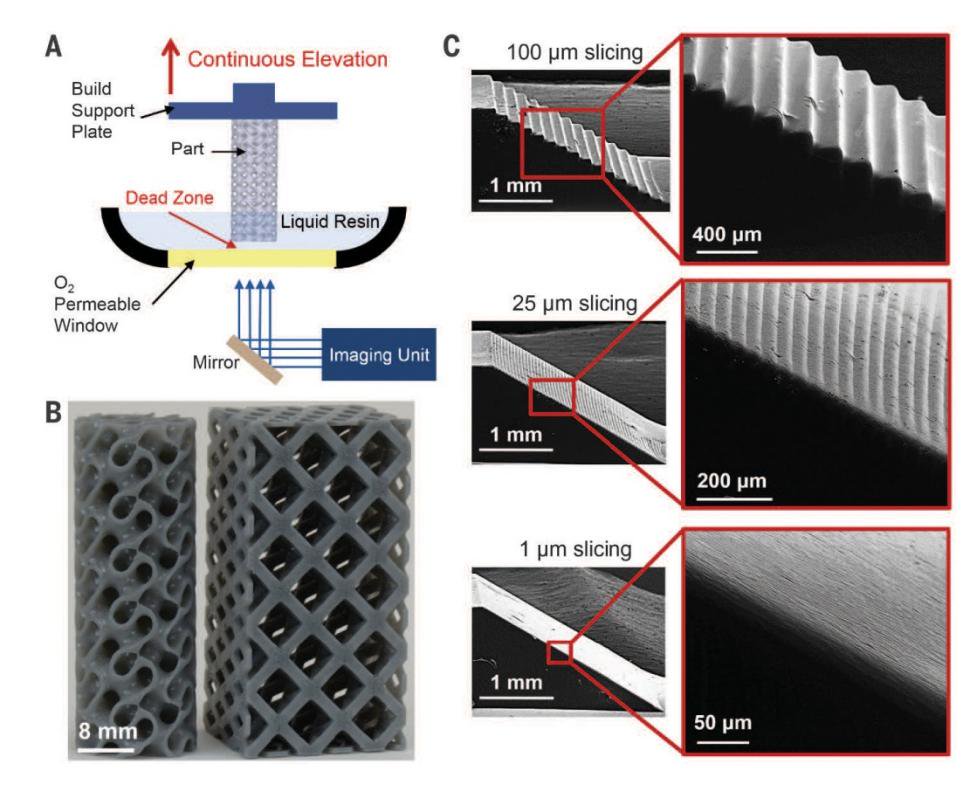 A
Continuous Elevation
Build
Support
Plate
Part
Dead Zone
Liquid Resin
O₂
Permeable
Window
Mirror
Imaging Unit
B
8 mm
C
100 µm slicing
1 mm
400 µm
25 µm slicing
1 mm
200 µm
1 µm slicing
1 mm
50 µm